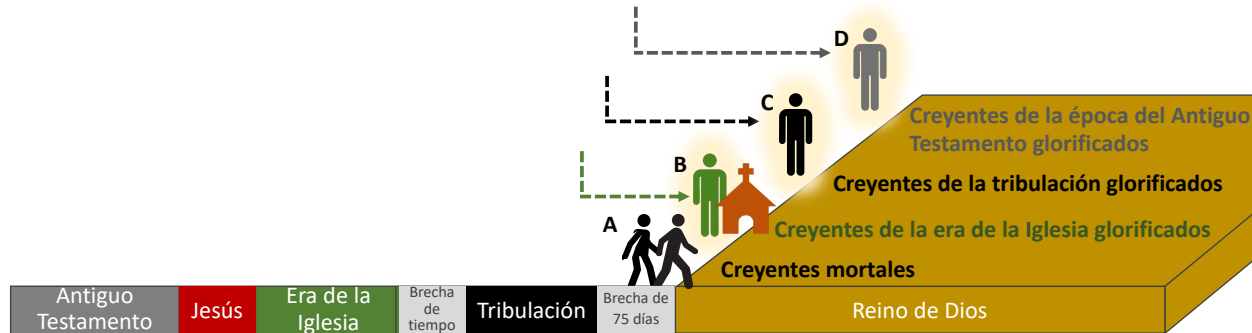 D
C
Creyentes de la época del Antiguo
Testamento glorificados
B
Creyentes de la tribulación glorificados
A
Creyentes de la era de la Iglesia glorificados
Creyentes mortales
Antiguo
Testamento
Jesús
Era de la
Iglesia
Brecha
de
tiempo
Tribulación
Brecha de
75 días
Reino de Dios